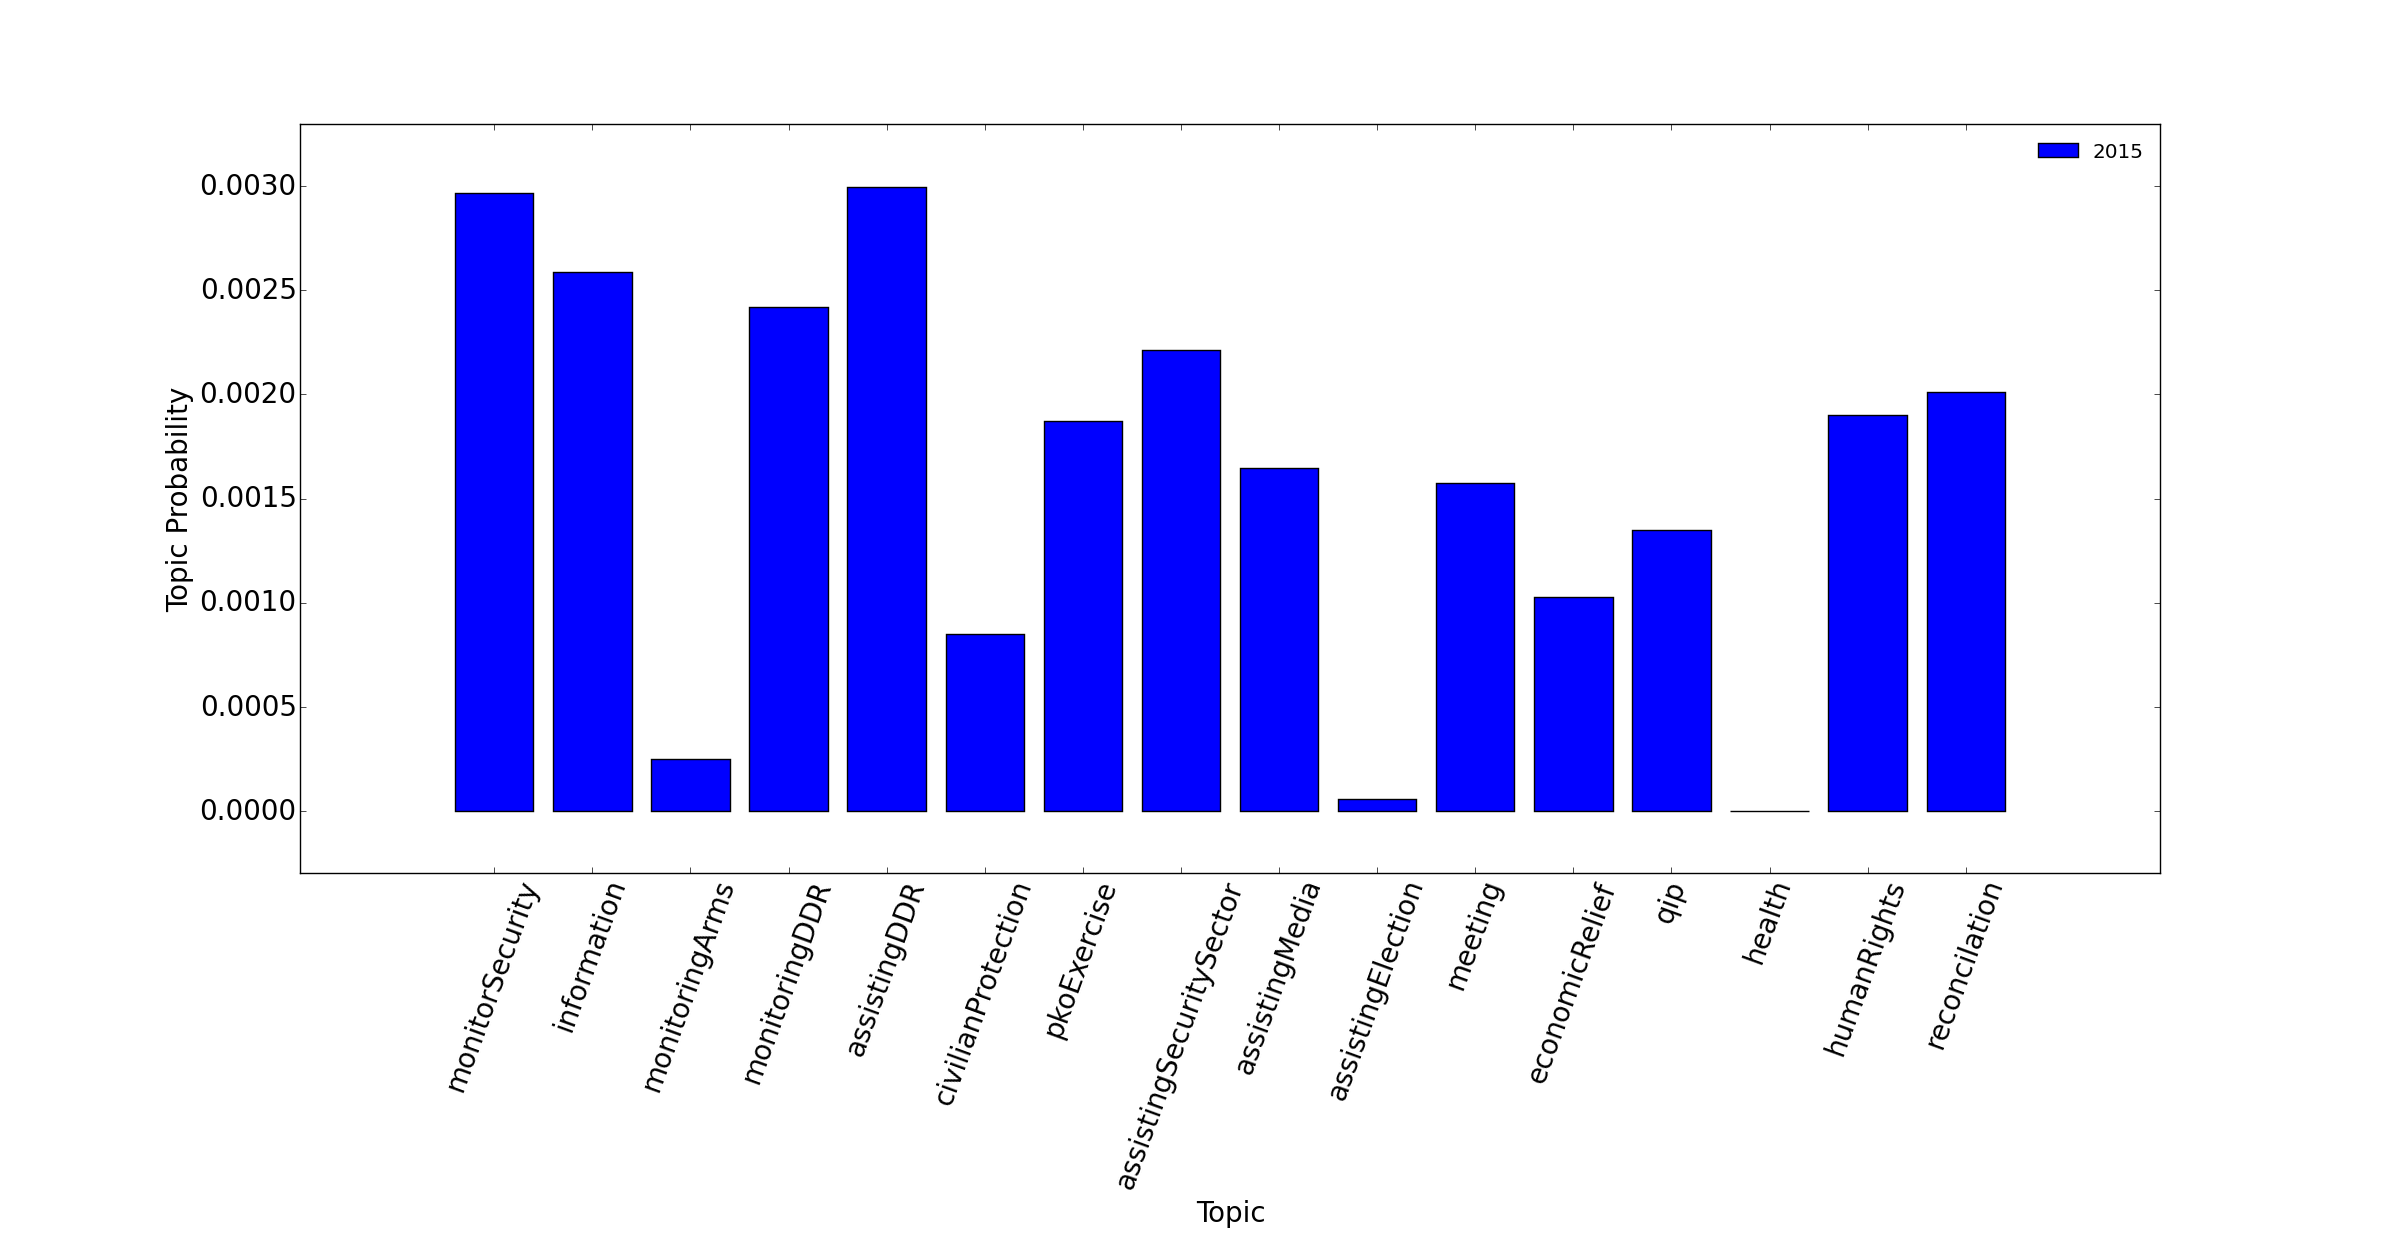 2015
0.0030
0.0025
0.0020
0.0015
0.0010
0.0005
0.0000
Topic Probability
monitorSecurity
information
monitoringArms
monitoringDDR
assistingDDR
civilianProtection
pkoExercise
assistingSecuritySector
assistingMedia
assistingElection
meeting
economicRelief
qip
health
humanRights
reconcilation
Topic